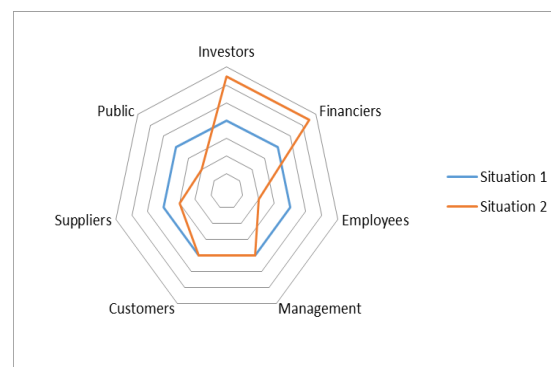 Investors
Public
Financiers
Situation 1
Situation 2
Suppliers
Employees
Customers
Management